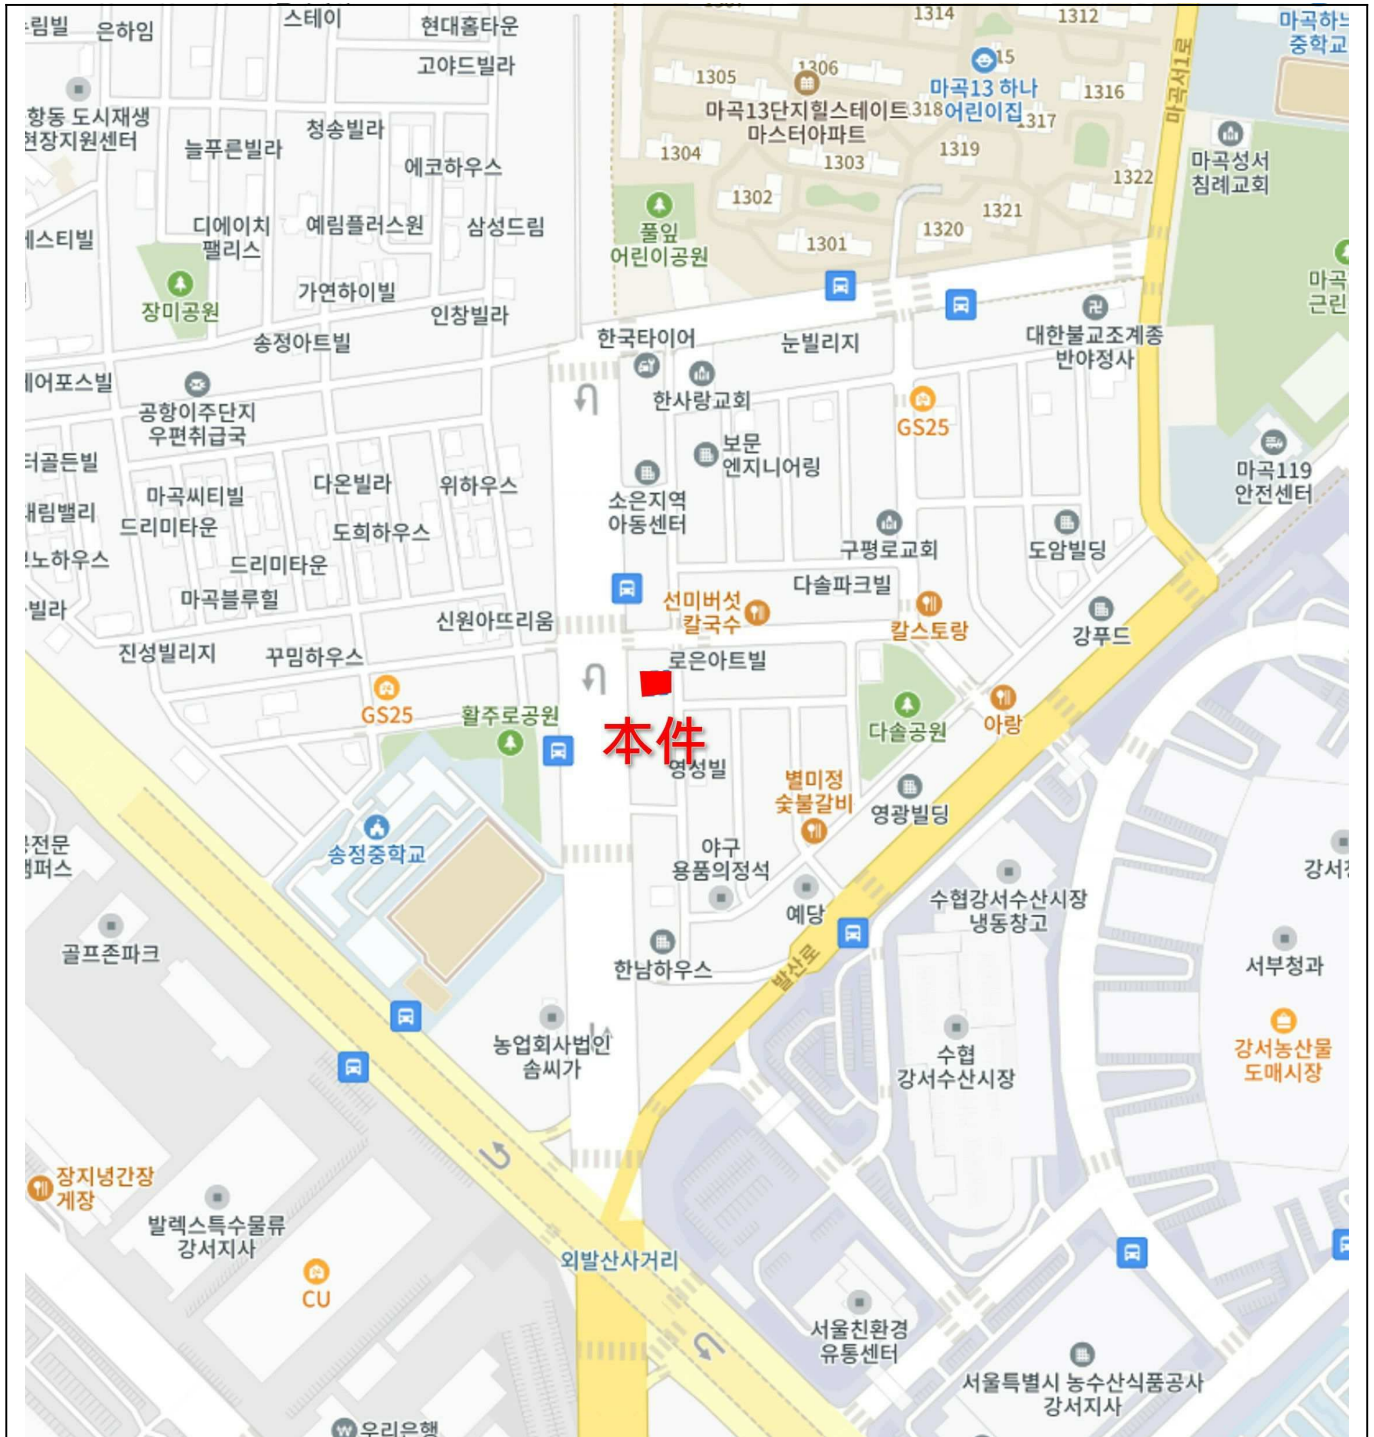 스테이
은하임
현대홈타운
고야드빌라
1314
1312
1305
1306
마곡13단지힐스테이트
마스터아파트
마곡13 하나
어린이집
1316
1317
1304
1303
1319
1302
1322
1321
1320
1301
마곡서1로
중학교
마곡성서
침례교회
항동 도시재생
현장지원센터
늘푸른빌라
청송빌라
에코하우스
디에이치
팰리스
예림플러스원
삼성드림
풀잎
어린이공원
장미공원
가연하이빌
인창빌라
송정아트빌
한국타이어
눈빌리지
대한불교조계종
반야정사
공항이주단지
우편취급국
한사랑교회
GS25
보문
엔지니어링
마곡119
안전센터
마곡씨티빌
다온빌라
위하우스
소은지역
아동센터
드리미타운
도희하우스
구평로교회
도암빌딩
드리미타운
마곡블루힐
다솔파크빌
선미버섯
칼국수
칼스토랑
강푸드
신원아뜨리움
진성빌리지
꾸밈하우스
로은아트빌
GS25
활주로공원
本件
다솔공원
아랑
영성빌
별미정
숯불갈비
영광빌딩
송정중학교
야구
용품의정석
예당
수협강서수산시장
냉동창고
골프존파크
한남하우스
발산로
서부청과
농업회사법인
솜씨가
수협
강서수산시장
강서농산물
도매시장
장지녕간장
게장
발렉스특수물류
강서지사
CU
외발산사거리
서울친환경
유통센터
서울특별시 농수산식품공사
강서지사
우리은행